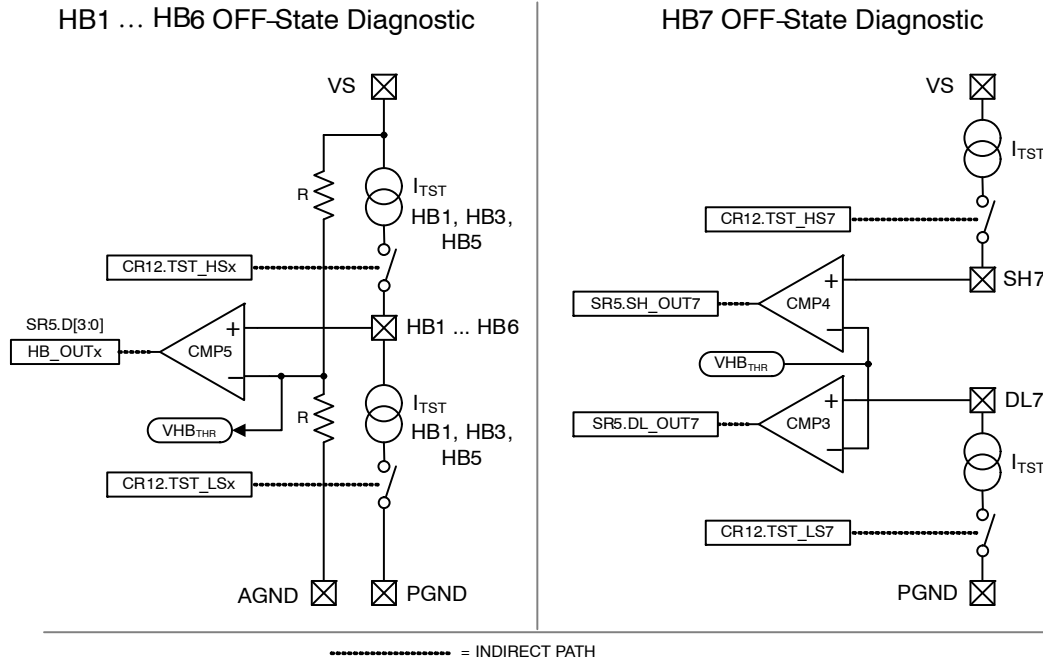 HB1 ... HB6 OFF-State Diagnostic
VS
R
ITST
HB1, HB3,
HB5
CR12.TST_HSx
SR5.D[3:0]
HB_OUTx
CMP5
+
−
HB1 ... HB6
VHBTHR
R
ITST
HB1, HB3,
HB5
CR12.TST_LSx
AGND
PGND
HB7 OFF-State Diagnostic
VS
ITST
CR12.TST_HS7
SH7
SR5.SH_OUT7
CMP4
+
−
VHBTHR
DL7
SR5.DL_OUT7
CMP3
+
−
ITST
CR12.TST_LS7
PGND
= INDIRECT PATH